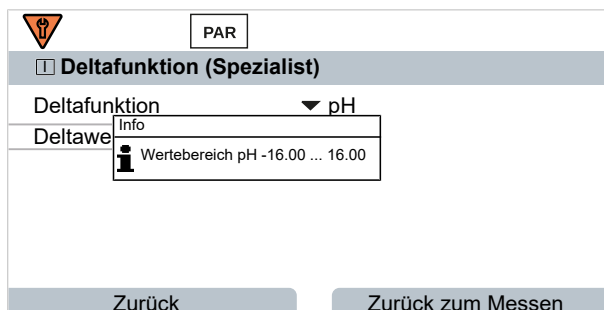 PAR
I Deltafunktion (Spezialist)
Deltafunktion pH
Deltawe
Info
i Wertebereich pH -16.00 ... 16.00
Zurück Zurück zum Messen